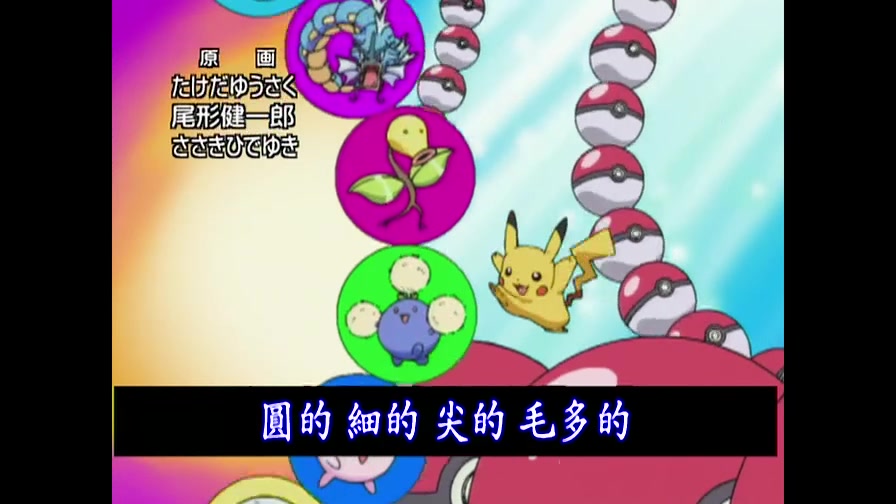 原 画
たけだゆうさく
尾形健一郎
ささきひでゆき
圓的 細的 尖的 毛多的